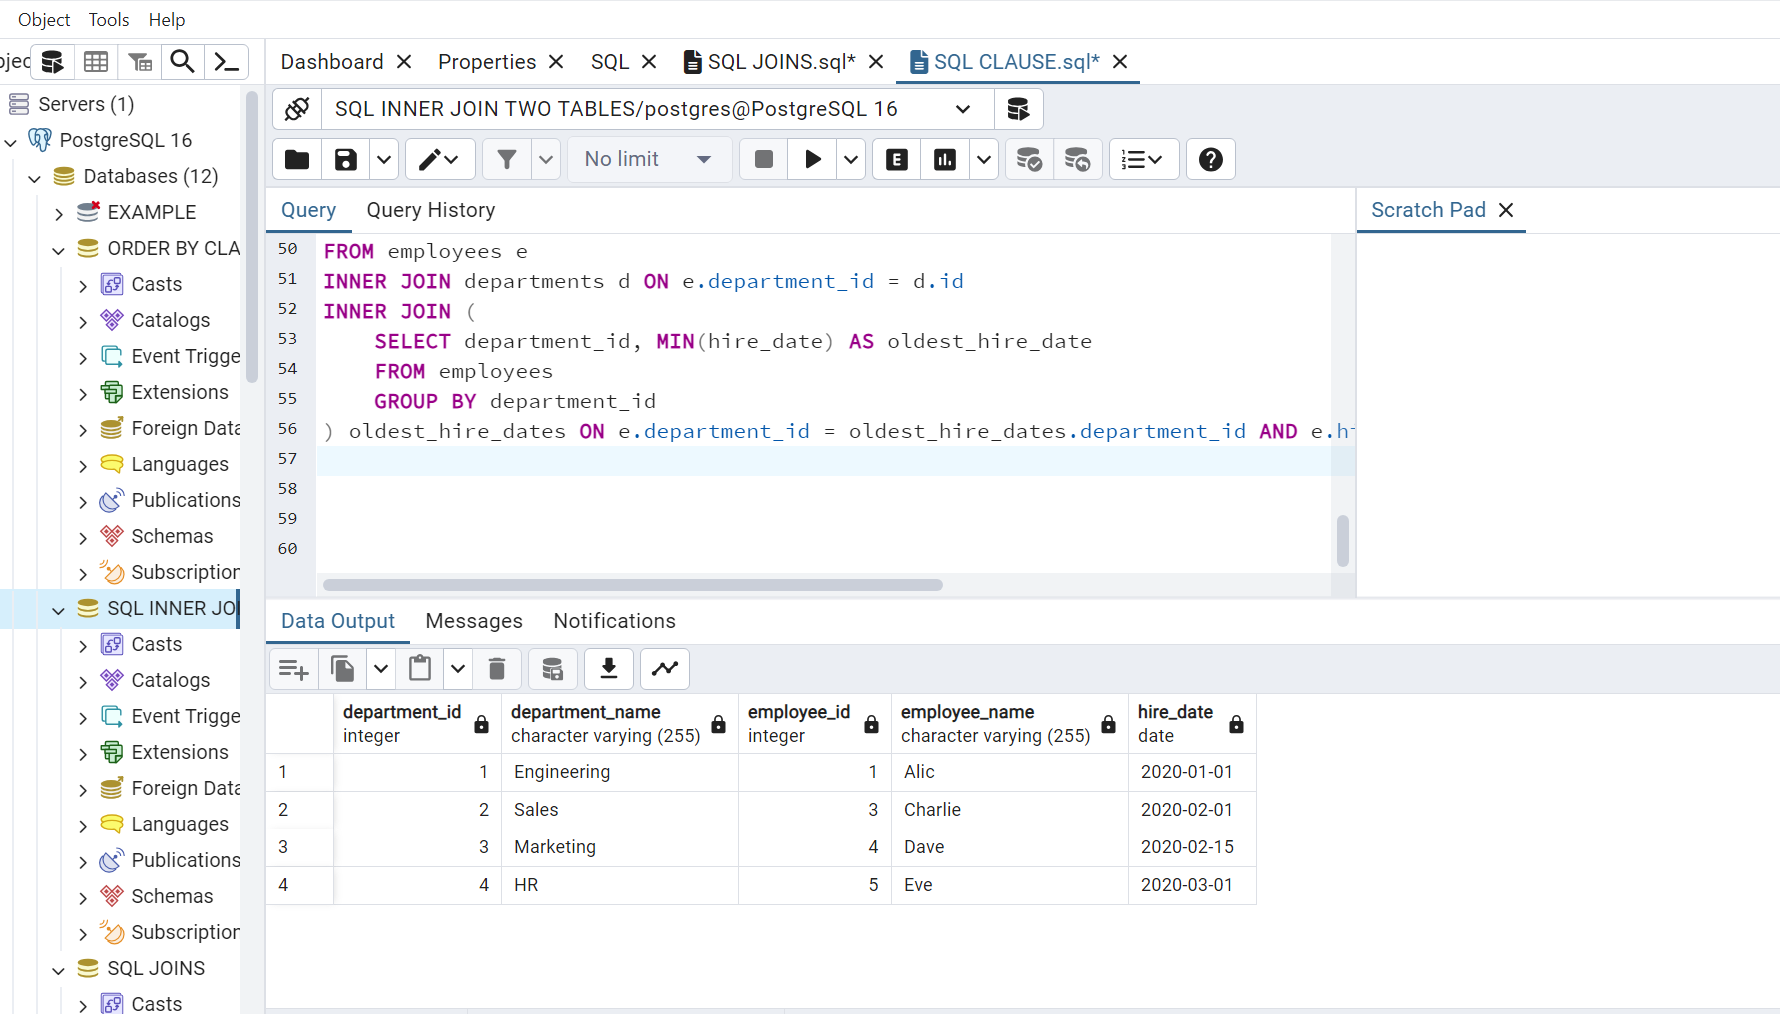 Object Tools Help
Dashboard Properties SQL SQL JOINS.sql* SQL CLAUSE.sql*
Servers (1)
PostgreSQL 16
Databases (12)
EXAMPLE
ORDER BY CLA
Casts
Catalogs
Event Trigge
Extensions
Foreign Data
Languages
Publications
Schemas
Subscription
SQL INNER JOI
Casts
Catalogs
Event Trigge
Extensions
Foreign Data
Languages
Publications
Schemas
Subscription
SQL JOINS
Casts
SQL INNER JOIN TWO TABLES/postgres@PostgreSQL 16
No limit E
Query Query History
Scratch Pad
50 FROM employees e
51 INNER JOIN departments d ON e.department_id = d.id
52 INNER JOIN (
53 SELECT department_id, MIN(hire_date) AS oldest_hire_date
54 FROM employees
55 GROUP BY department_id
56 ) oldest_hire_dates ON e.department_id = oldest_hire_dates.department_id AND e.hi
57
58
59
60
Data Output Messages Notifications
department_id department_name employee_id employee_name hire_date
integer character varying (255) integer character varying (255) date
1 1 Engineering 1 Alic 2020-01-01
2 2 Sales 3 Charlie 2020-02-01
3 3 Marketing 4 Dave 2020-02-15
4 4 HR 5 Eve 2020-03-01